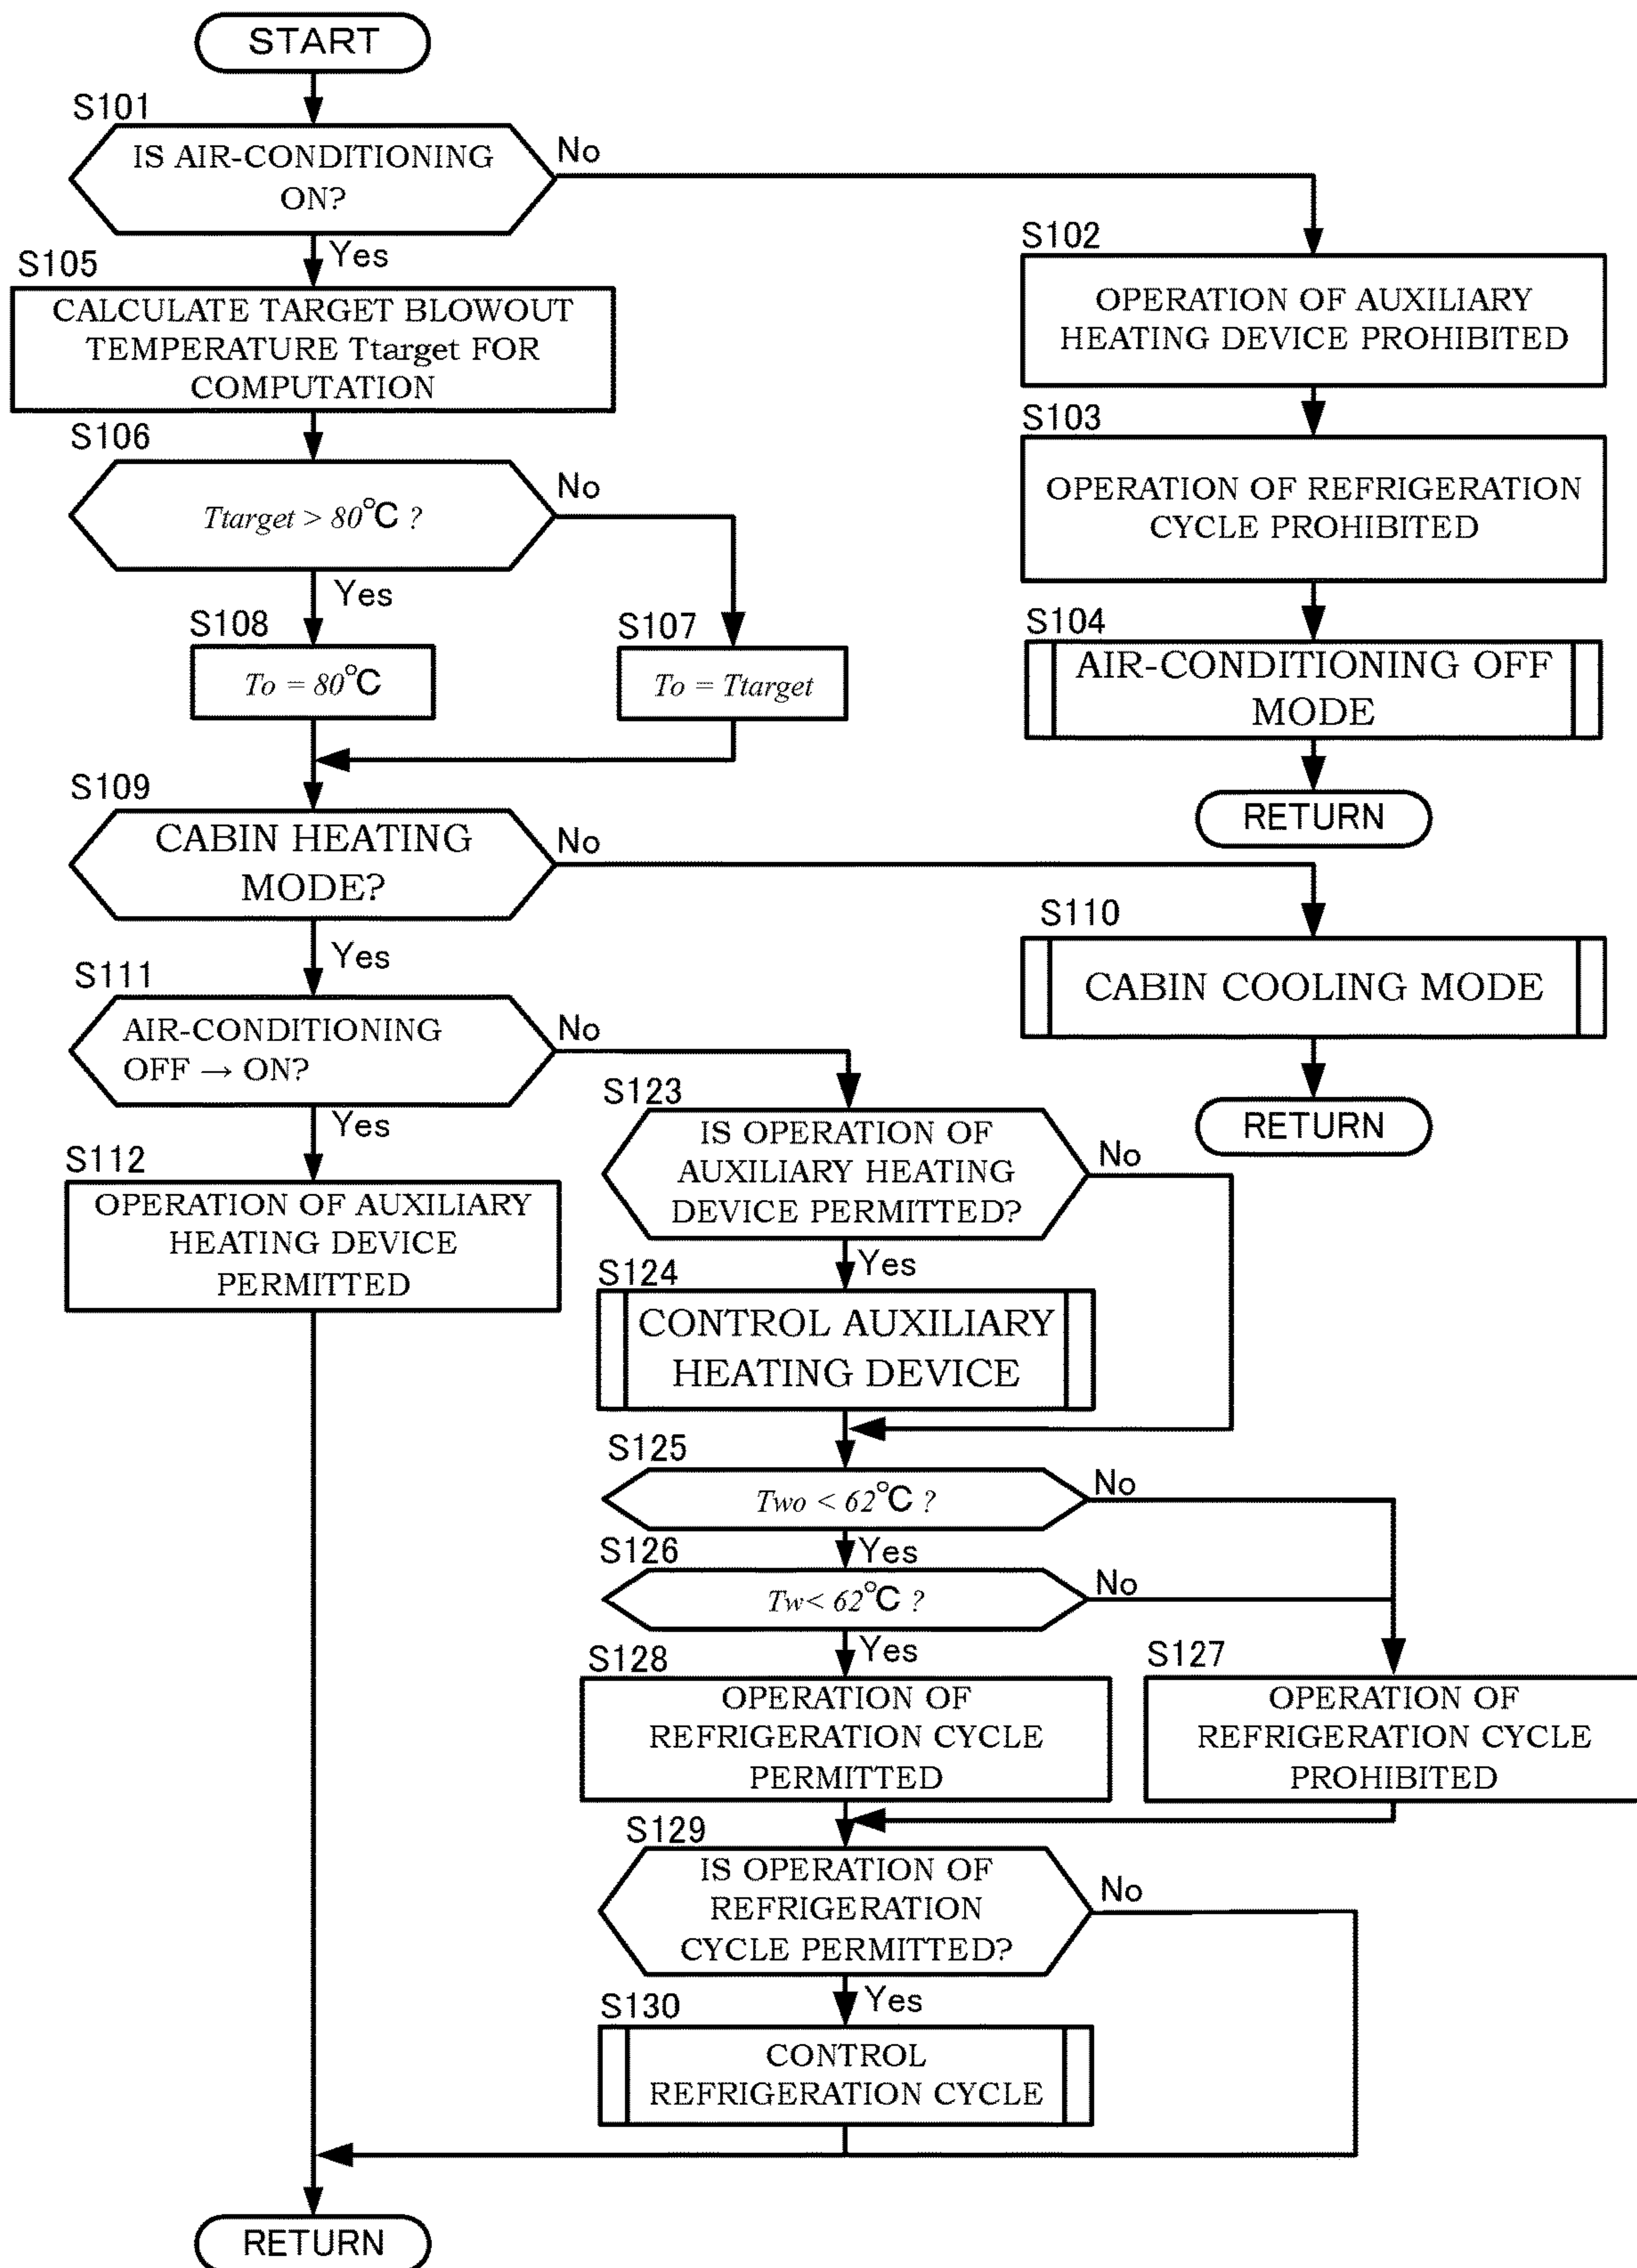 START
S101
IS AIR-CONDITIONING
ON?
No
Yes
S102
OPERATION OF AUXILIARY
HEATING DEVICE PROHIBITED
S103
OPERATION OF REFRIGERATION
CYCLE PROHIBITED
S104
AIR-CONDITIONING OFF
MODE
RETURN
S105
CALCULATE TARGET BLOWOUT
TEMPERATURE Ttarget FOR
COMPUTATION
S106
Ttarget > 80℃ ?
No
Yes
S108
To = 80℃
S107
To = Ttarget
S109
CABIN HEATING
MODE?
No
Yes
S110
CABIN COOLING MODE
RETURN
S111
AIR-CONDITIONING
OFF → ON?
No
Yes
S112
OPERATION OF AUXILIARY
HEATING DEVICE
PERMITTED
S123
IS OPERATION OF
AUXILIARY HEATING
DEVICE PERMITTED?
No
Yes
S124
CONTROL AUXILIARY
HEATING DEVICE
S125
Two < 62℃ ?
No
Yes
S126
Tw< 62℃ ?
No
Yes
S128
OPERATION OF
REFRIGERATION CYCLE
PERMITTED
S127
OPERATION OF
REFRIGERATION CYCLE
PROHIBITED
S129
IS OPERATION OF
REFRIGERATION
CYCLE PERMITTED?
No
Yes
S130
CONTROL
REFRIGERATION CYCLE
RETURN